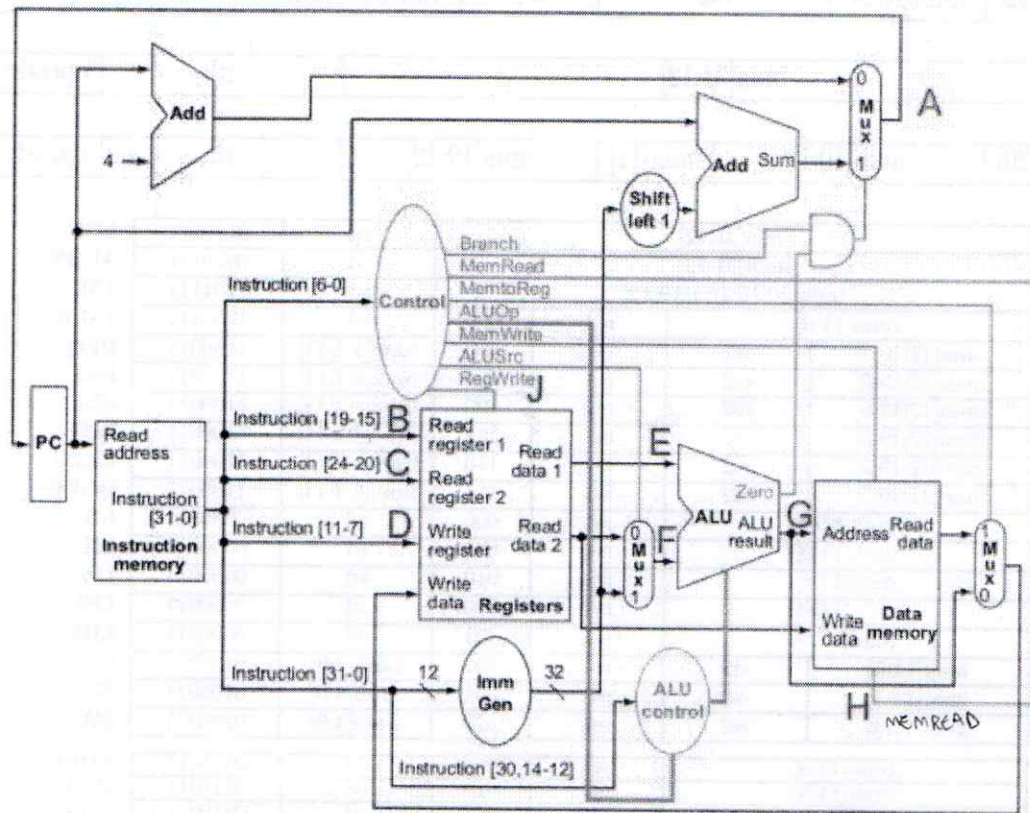 0
Mux
1
A
Add
4
Add Sum
Shift
left 1
Branch
MemRead
MemtoReg
ALUOp
MemWrite
ALUSrc
RegWrite
Control
Instruction [6-0]
J
PC
Read
address
Instruction
[31-0]
Instruction
memory
Instruction [19-15]
B
Instruction [24-20]
C
Instruction [11-7]
D
Read
register 1
Read
data 1
Read
register 2
Write
register
Read
data 2
Write
data
Registers
E
F
0
Mux
1
Zero
ALU
ALU
result
G
Address
Read
data
Write
data
Data
memory
1
Mux
0
H
MEMREAD
Instruction [31-0]
12
Imm
Gen
32
ALU
control
Instruction [30,14-12]